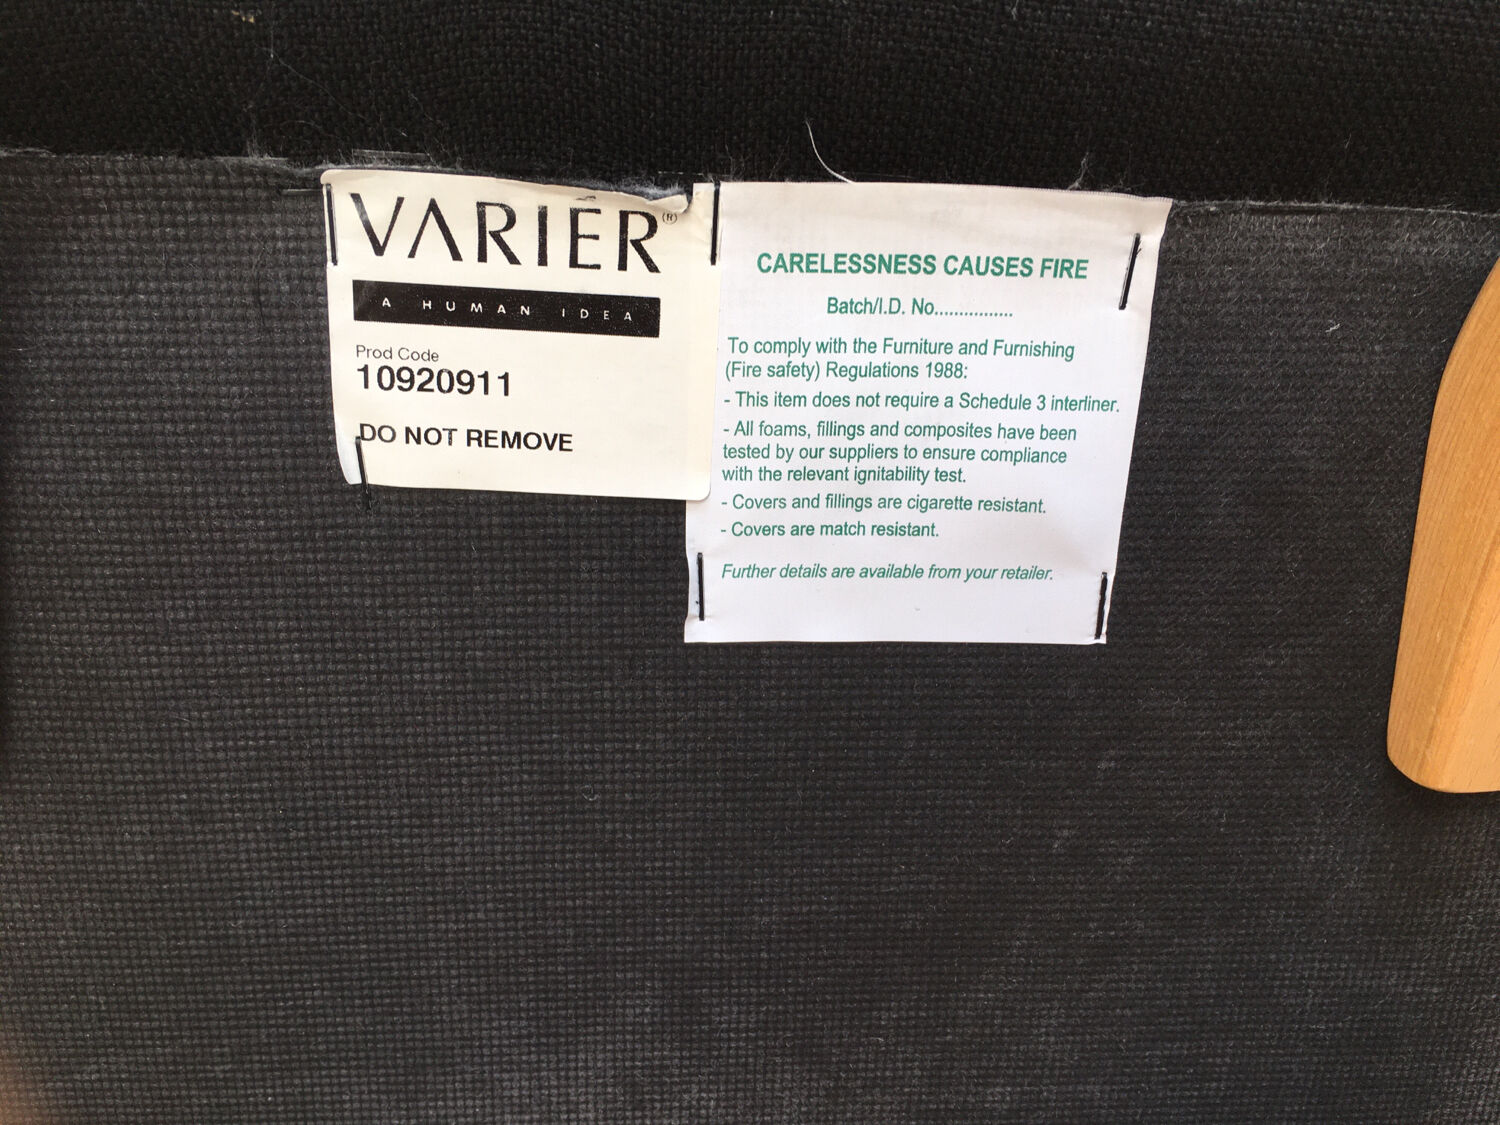 VARIÉR (R)
A HUMAN IDEA
Prod Code
10920911
DO NOT REMOVE
CARELESSNESS CAUSES FIRE
Batch/I.D. No................
To comply with the Furniture and Furnishing
(Fire safety) Regulations 1988:
- This item does not require a Schedule 3 interliner.
- All foams, fillings and composites have been
tested by our suppliers to ensure compliance
with the relevant ignitability test.
- Covers and fillings are cigarette resistant.
- Covers are match resistant.
Further details are available from your retailer.